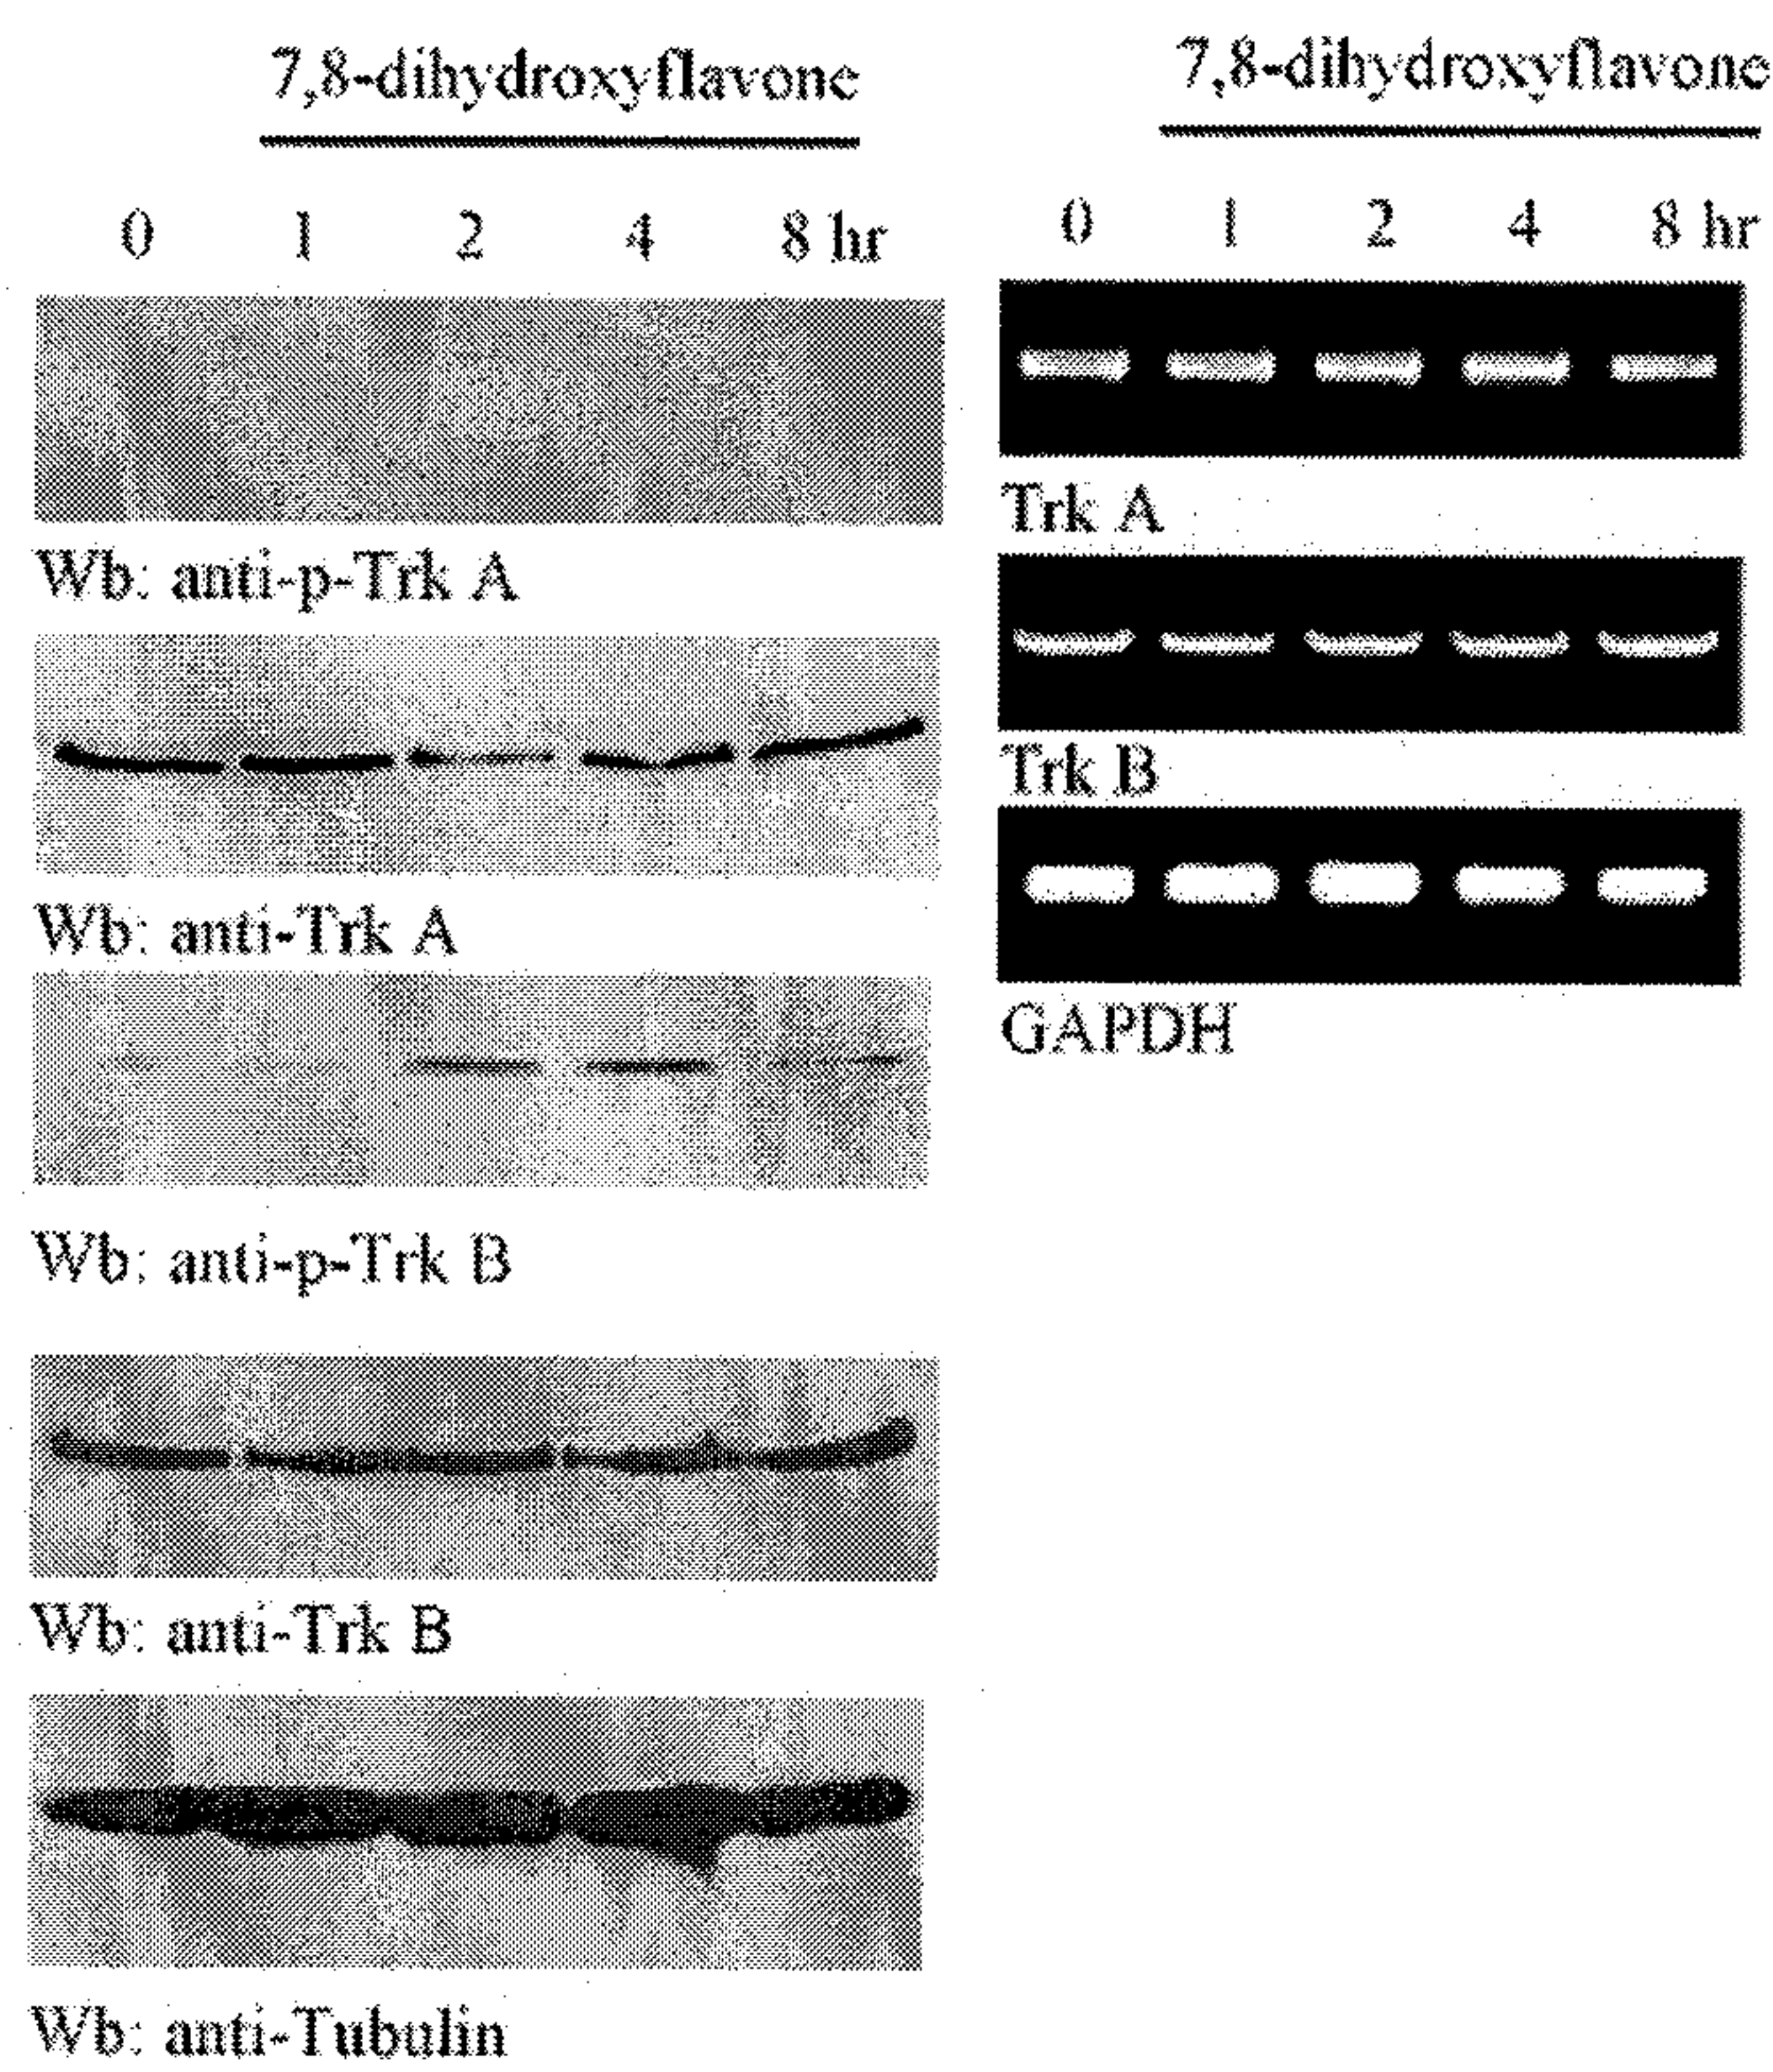 7,8-dihydroxyflavone
0 1 2 4 8 hr
Wb: anti-p-Trk A
Wb: anti-Trk A
Wb: anti-p-Trk B
Wb: anti-Trk B
Wb: anti-Tubulin
7,8-dihydroxyflavone
0 1 2 4 8 hr
Trk A
Trk B
GAPDH